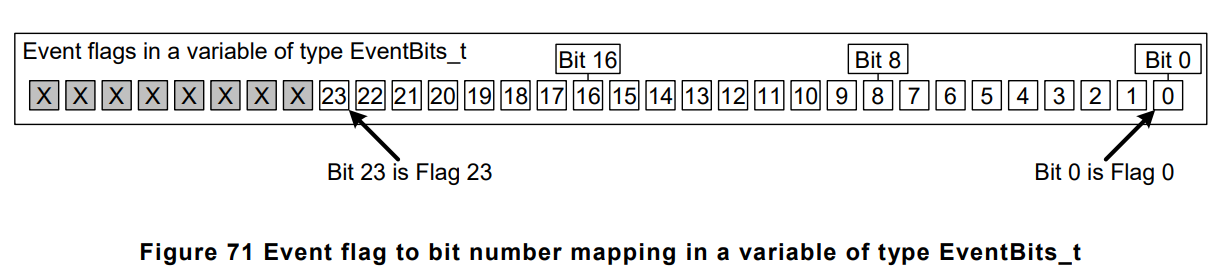 Event flags in a variable of type EventBits_t
Bit 16
Bit 8
Bit 0
X X X X X X X X 23 22 21 20 19 18 17 16 15 14 13 12 11 10 9 8 7 6 5 4 3 2 1 0
Bit 23 is Flag 23
Bit 0 is Flag 0
Figure 71 Event flag to bit number mapping in a variable of type EventBits_t